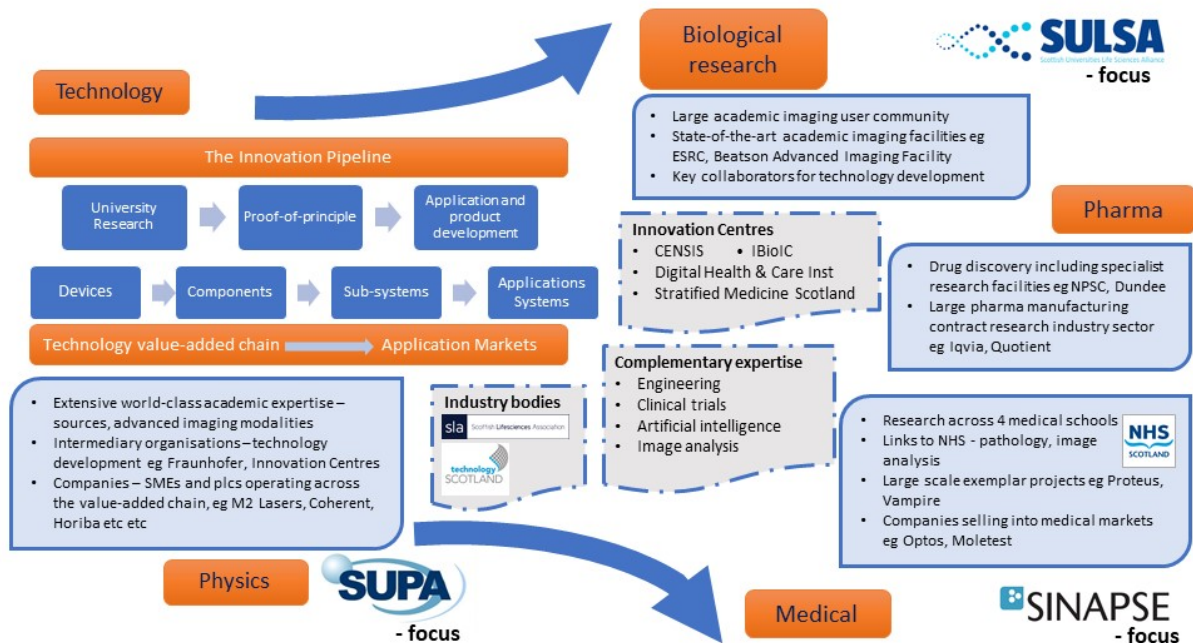 Technology
Biological
research
SULSA
Scottish Universities Life Sciences Alliance
- focus
The Innovation Pipeline
University
Research
Proof-of-principle
Application and
product
development
Devices
Components
Sub-systems
Applications
Systems
Technology value-added chain
Application Markets
• Large academic imaging user community
• State-of-the-art academic imaging facilities eg
ESRC, Beatson Advanced Imaging Facility
• Key collaborators for technology development
Pharma
Innovation Centres
• CENSIS • IBioIC
• Digital Health & Care Inst
• Stratified Medicine Scotland
• Drug discovery including specialist
research facilities eg NPSC, Dundee
• Large pharma manufacturing
contract research industry sector
eg Iqvia, Quotient
Complementary expertise
• Engineering
• Clinical trials
• Artificial intelligence
• Image analysis
Industry bodies
sla Scottish Lifesciences Association
technology
SCOTLAND
• Extensive world-class academic expertise –
sources, advanced imaging modalities
• Intermediary organisations – technology
development eg Fraunhofer, Innovation Centres
• Companies – SMEs and plcs operating across
the value-added chain, eg M2 Lasers, Coherent,
Horiba etc etc
• Research across 4 medical schools
• Links to NHS - pathology, image
analysis
• Large scale exemplar projects eg Proteus,
Vampire
• Companies selling into medical markets
eg Optos, Moletest
NHS
SCOTLAND
Physics
SUPA
- focus
Medical
SINAPSE
- focus